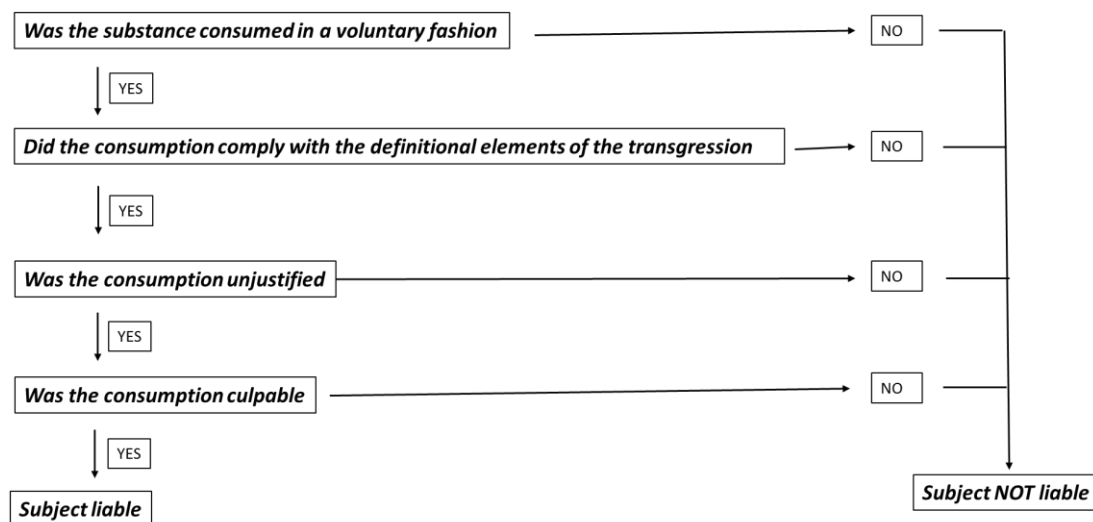 Was the substance consumed in a voluntary fashion
NO
YES
Did the consumption comply with the definitional elements of the transgression
NO
YES
Was the consumption unjustified
NO
YES
Was the consumption culpable
NO
YES
Subject liable
Subject NOT liable